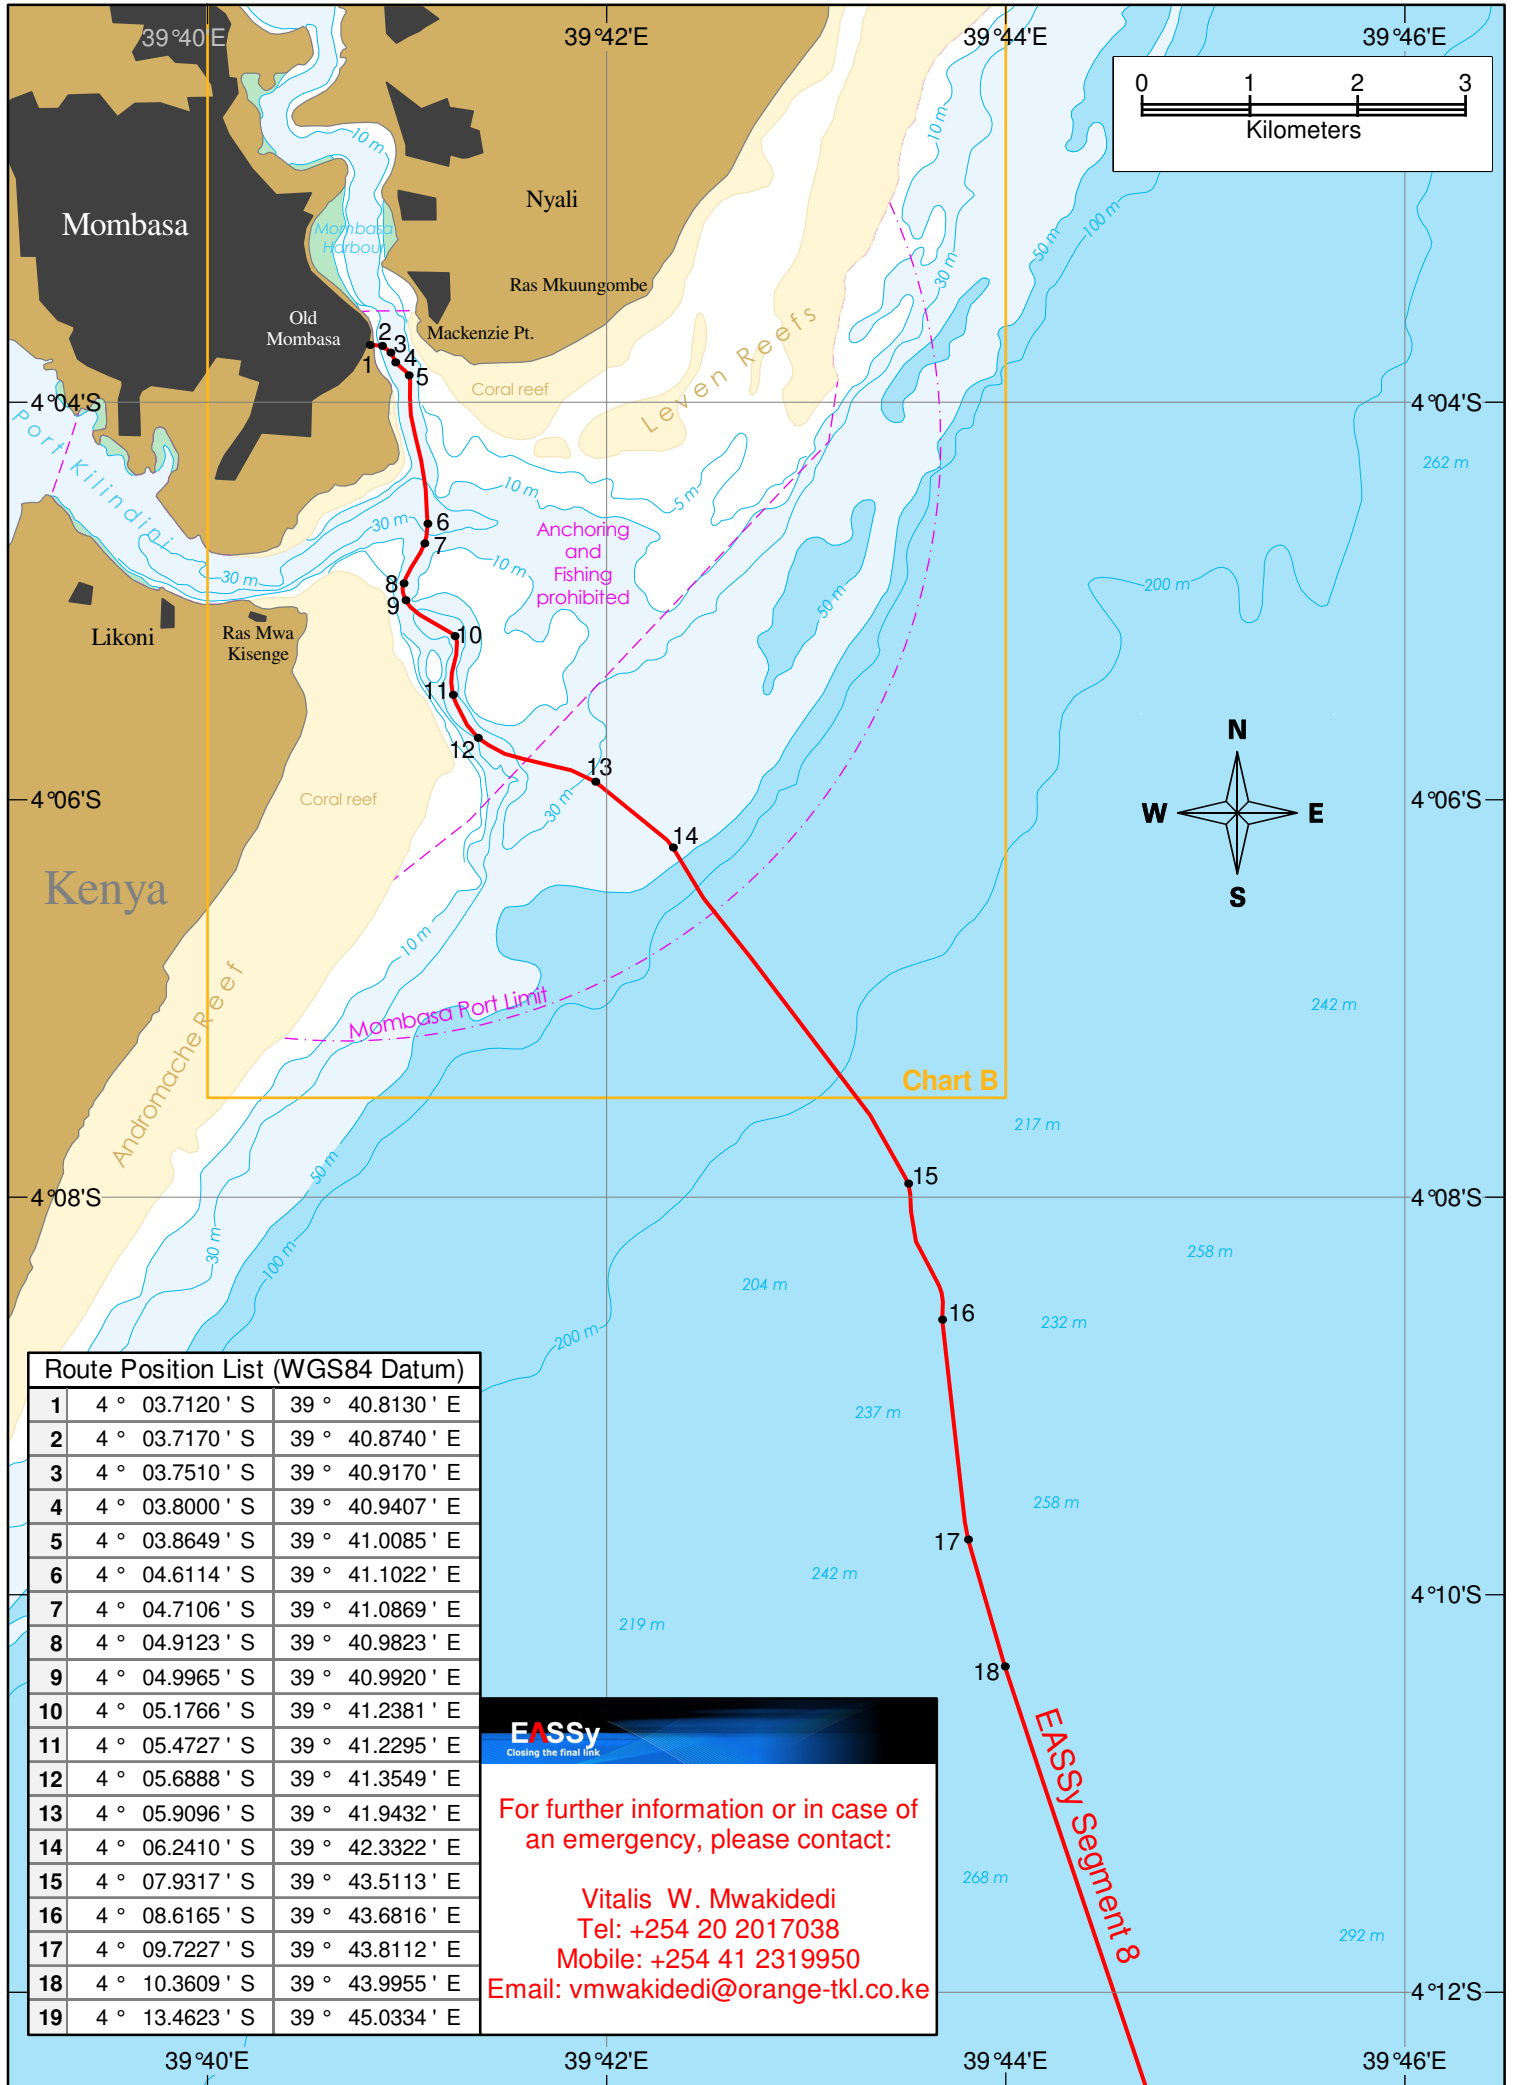 39°40'E
39°42'E
39°44'E
39°46'E
0 1 2 3
Kilometers
10 m
10 m
Mombasa
Nyali
Mombasa
Harbour
50 m
100 m
30 m
Ras Mkuungombe
Old
Mombasa
Mackenzie Pt.
Leven Reefs
1
2
3
4
5
Coral reef
4°04'S
4°04'S
Port Kilindini
262 m
10 m
5 m
30 m
6
7
Anchoring
and
Fishing
prohibited
10 m
30 m
8
9
50 m
200 m
Likoni
Ras Mwa
Kisenge
10
11
12
13
N
W
E
S
4°06'S
4°06'S
Coral reef
30 m
14
Kenya
10 m
Andromache Reef
Mombasa Port Limit
242 m
Chart B
217 m
50 m
15
4°08'S
4°08'S
30 m
100 m
258 m
204 m
16
232 m
200 m
237 m
258 m
17
242 m
4°10'S
219 m
18
Route Position List (WGS84 Datum)
1 4 ° 03.7120 ' S 39 ° 40.8130 ' E
2 4 ° 03.7170 ' S 39 ° 40.8740 ' E
3 4 ° 03.7510 ' S 39 ° 40.9170 ' E
4 4 ° 03.8000 ' S 39 ° 40.9407 ' E
5 4 ° 03.8649 ' S 39 ° 41.0085 ' E
6 4 ° 04.6114 ' S 39 ° 41.1022 ' E
7 4 ° 04.7106 ' S 39 ° 41.0869 ' E
8 4 ° 04.9123 ' S 39 ° 40.9823 ' E
9 4 ° 04.9965 ' S 39 ° 40.9920 ' E
10 4 ° 05.1766 ' S 39 ° 41.2381 ' E
11 4 ° 05.4727 ' S 39 ° 41.2295 ' E
12 4 ° 05.6888 ' S 39 ° 41.3549 ' E
13 4 ° 05.9096 ' S 39 ° 41.9432 ' E
14 4 ° 06.2410 ' S 39 ° 42.3322 ' E
15 4 ° 07.9317 ' S 39 ° 43.5113 ' E
16 4 ° 08.6165 ' S 39 ° 43.6816 ' E
17 4 ° 09.7227 ' S 39 ° 43.8112 ' E
18 4 ° 10.3609 ' S 39 ° 43.9955 ' E
19 4 ° 13.4623 ' S 39 ° 45.0334 ' E
EASSy
Closing the final link
For further information or in case of
an emergency, please contact:
Vitalis W. Mwakidedi
Tel: +254 20 2017038
Mobile: +254 41 2319950
Email: vmwakidedi@orange-tkl.co.ke
EASSy Segment 8
268 m
292 m
4°12'S
39°40'E
39°42'E
39°44'E
39°46'E